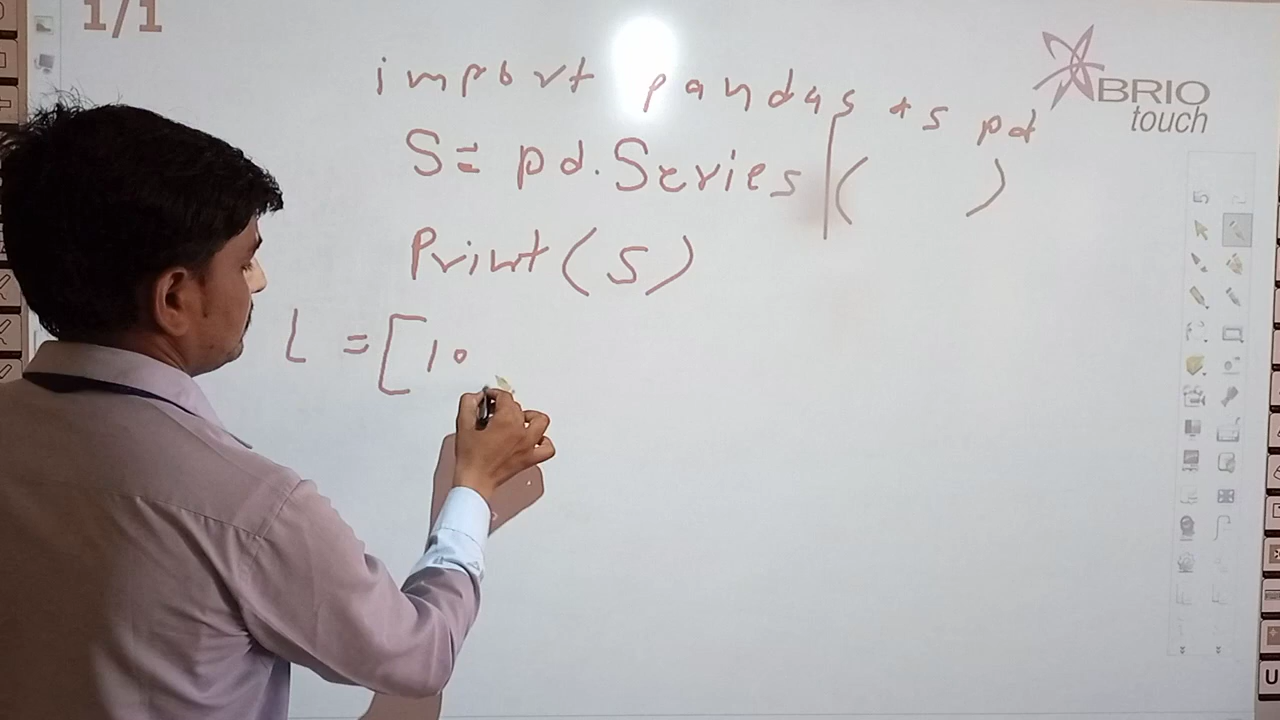 1/1
BRIO
touch
import pandas as pd
S= pd.Series|( )
Print(S)
L = [10
U